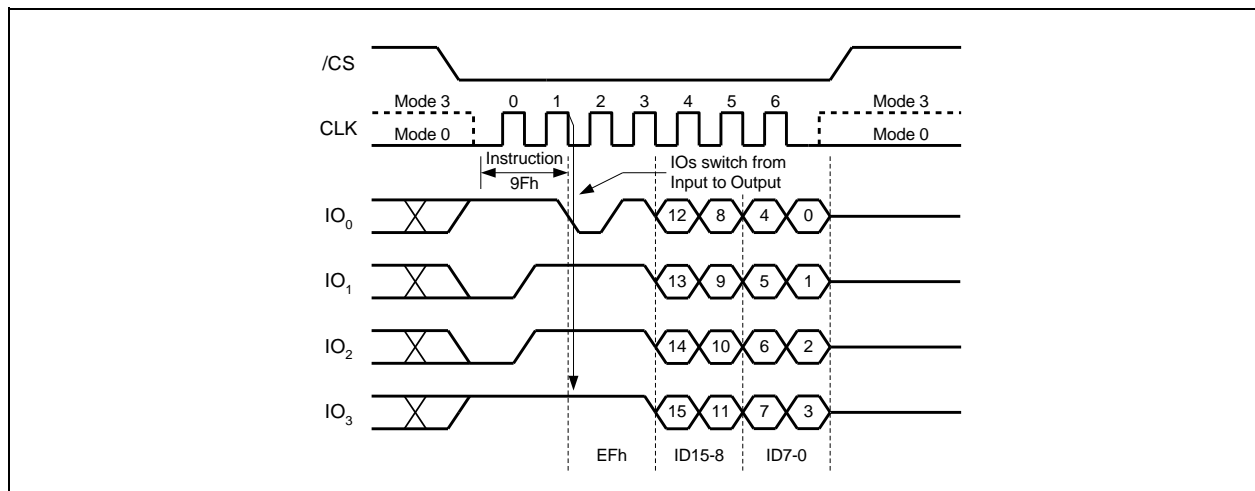 /CS
0 1 2 3 4 5 6
Mode 3 Mode 3
CLK
Mode 0 Mode 0
Instruction
9Fh
IOs switch from
Input to Output
IO0 12 8 4 0
IO1 13 9 5 1
IO2 14 10 6 2
IO3 15 11 7 3
EFh ID15-8 ID7-0